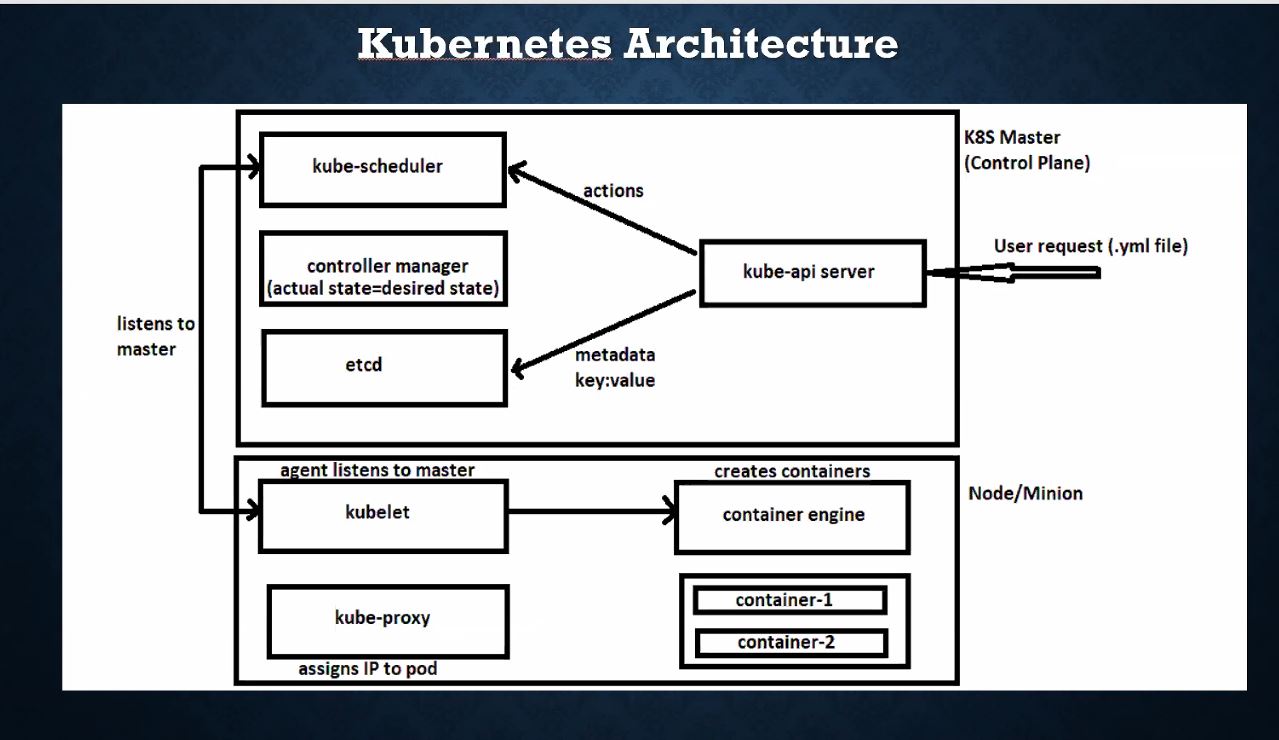 Kubernetes Architecture
kube-scheduler
actions
K8S Master
(Control Plane)
controller manager
(actual state=desired state)
kube-api server
User request (.yml file)
listens to
master
etcd
metadata
key:value
agent listens to master
creates containers
kubelet
container engine
Node/Minion
kube-proxy
assigns IP to pod
container-1
container-2